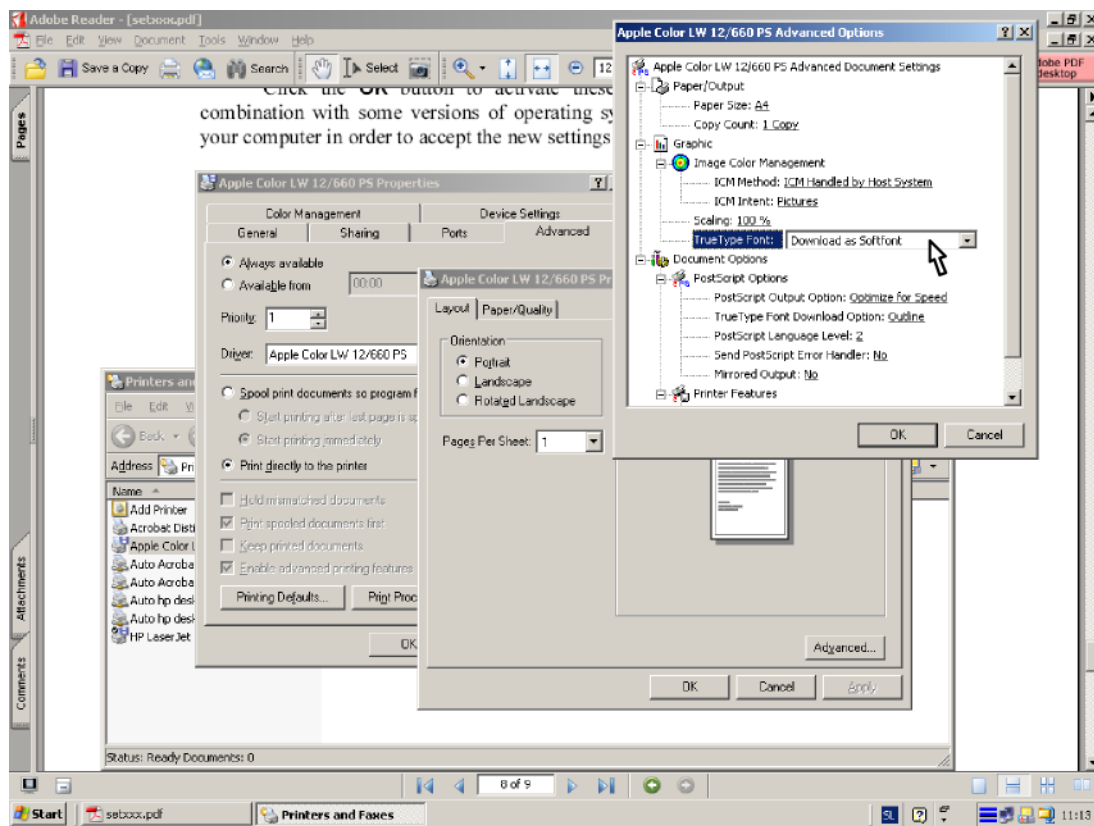 Adobe Reader - [setxxx.pdf]
File Edit View Document Tools Window Help
Save a Copy Search Select 12
Adobe PDF
desktop
Pages
Attachments
Comments
Click the OK button to activate these
combination with some versions of operating sy
your computer in order to accept the new settings
Apple Color LW 12/660 PS Properties
Color Management Device Settings
General Sharing Ports Advanced
Always available
Available from 00:00
Priority: 1
Driver: Apple Color LW 12/660 PS
Spool print documents so program f
Start printing after last page is sp
Start printing immediately
Print directly to the printer
Hold mismatched documents
Print spooled documents first
Keep printed documents
Enable advanced printing features
Printing Defaults... Print Proc
OK
Printers an
File Edit Vi
Back
Address Pri
Name
Add Printer
Acrobat Disti
Apple Color L
Auto Acroba
Auto Acroba
Auto hp desk
Auto hp desk
HP LaserJet
Status: Ready Documents: 0
Apple Color LW 12/660 PS Pr
Layout Paper/Quality
Orientation
Portrait
Landscape
Rotated Landscape
Pages Per Sheet: 1
Advanced...
OK Cancel Apply
Apple Color LW 12/660 PS Advanced Options
Apple Color LW 12/660 PS Advanced Document Settings
Paper/Output
Paper Size: A4
Copy Count: 1 Copy
Graphic
Image Color Management
ICM Method: ICM Handled by Host System
ICM Intent: Pictures
Scaling: 100 %
TrueType Font: Download as Softfont
Document Options
PostScript Options
PostScript Output Option: Optimize for Speed
TrueType Font Download Option: Outline
PostScript Language Level: 2
Send PostScript Error Handler: No
Mirrored Output: No
Printer Features
OK Cancel
8 of 9
Start setxxx.pdf Printers and Faxes SL 11:13